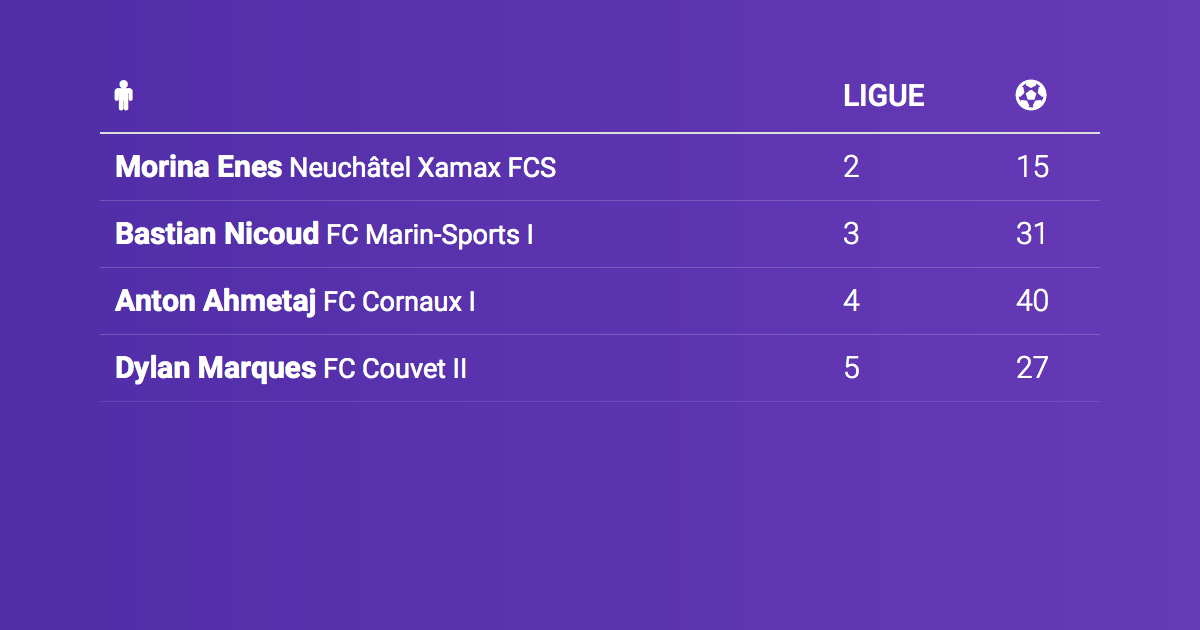 LIGUE
Morina Enes Neuchâtel Xamax FCS 2 15
Bastian Nicoud FC Marin-Sports I 3 31
Anton Ahmetaj FC Cornaux I 4 40
Dylan Marques FC Couvet II 5 27